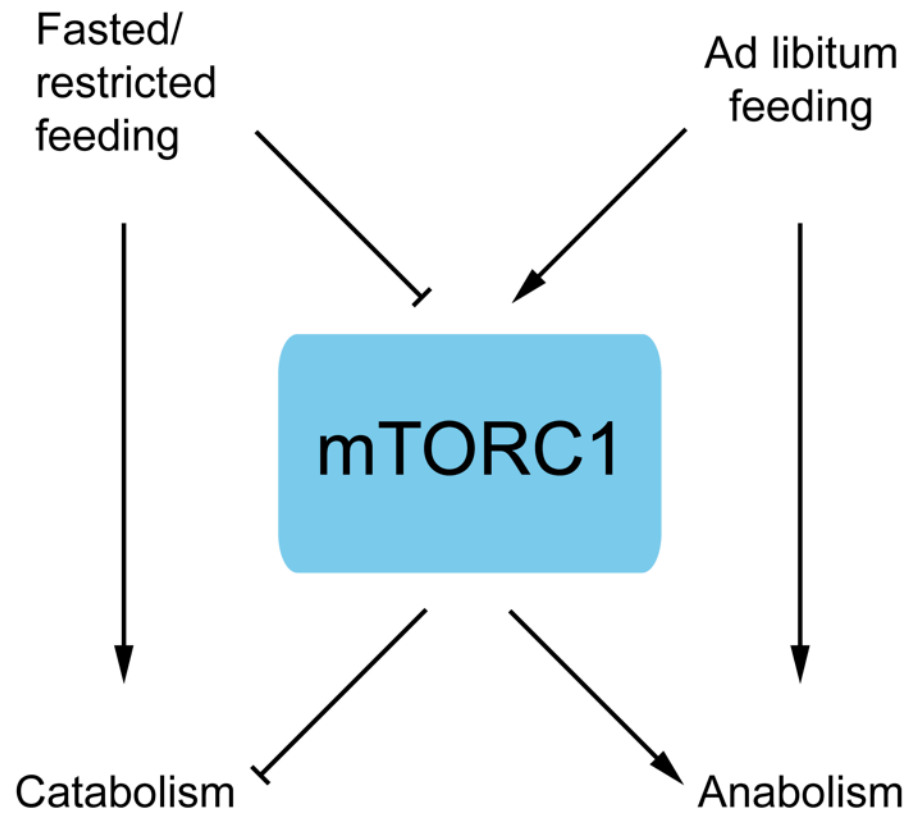 Fasted/
restricted
feeding
Ad libitum
feeding
mTORC1
Catabolism
Anabolism